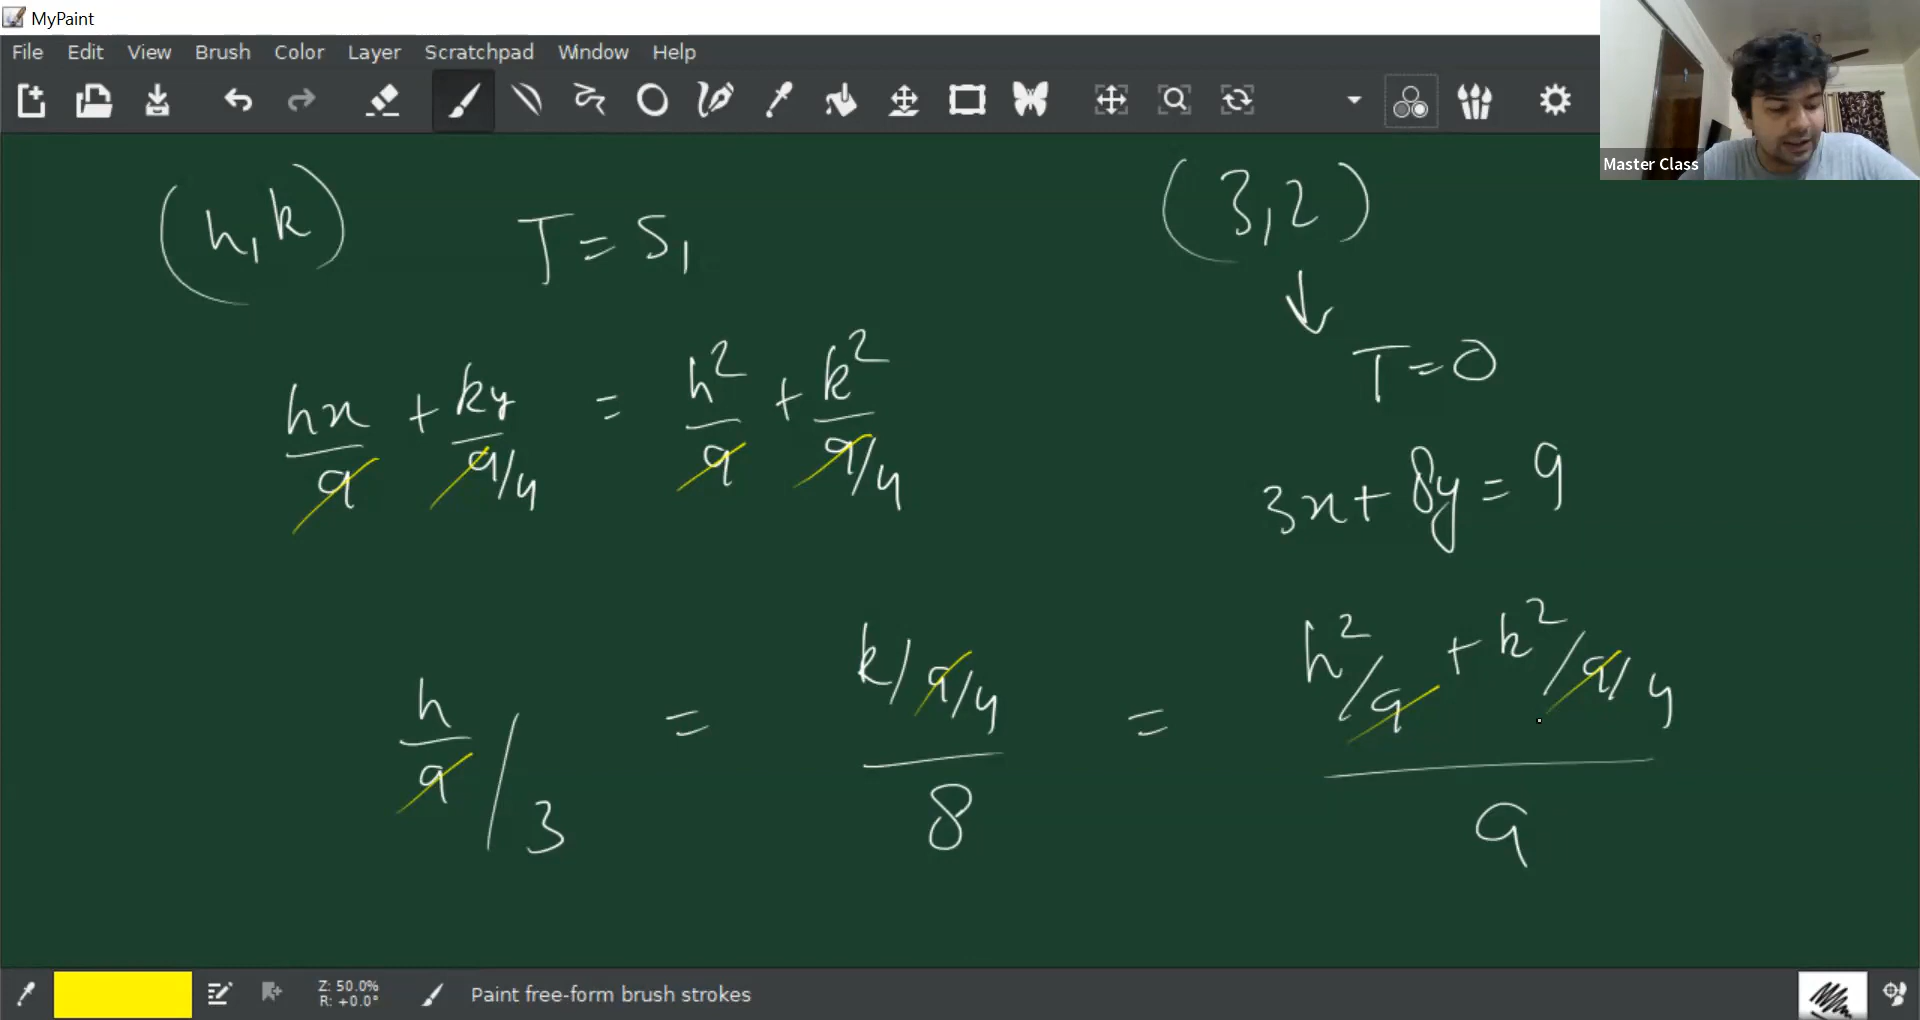 MyPaint
File Edit View Brush Color Layer Scratchpad Window Help
Master Class
(h,k) T = S₁ (3,2)
↓
T = 0
hx/9 + ky/9/4 = h²/9 + k²/9/4
3x + 8y = 9
h/9/3 = k/9/4/8 = h²/9 + k²/9/4/9
Z: 50.0%
R: +0.0°
Paint free-form brush strokes